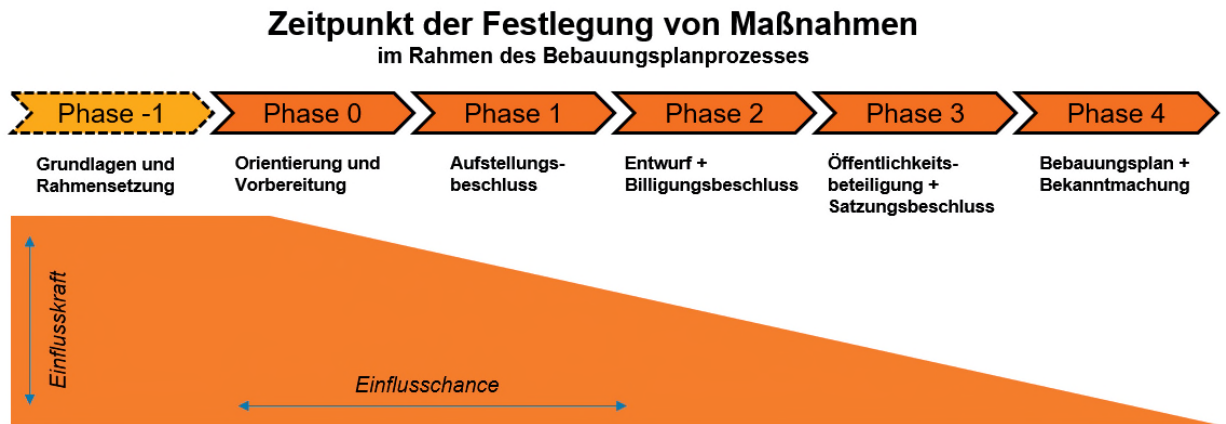 Zeitpunkt der Festlegung von Maßnahmen
im Rahmen des Bebauungsplanprozesses
Phase -1
Phase 0
Phase 1
Phase 2
Phase 3
Phase 4
Grundlagen und
Rahmensetzung
Orientierung und
Vorbereitung
Aufstellungs-
beschluss
Entwurf +
Billigungsbeschluss
Öffentlichkeits-
beteiligung +
Satzungsbeschluss
Bebauungsplan +
Bekanntmachung
Einflusskraft
Einflusschance